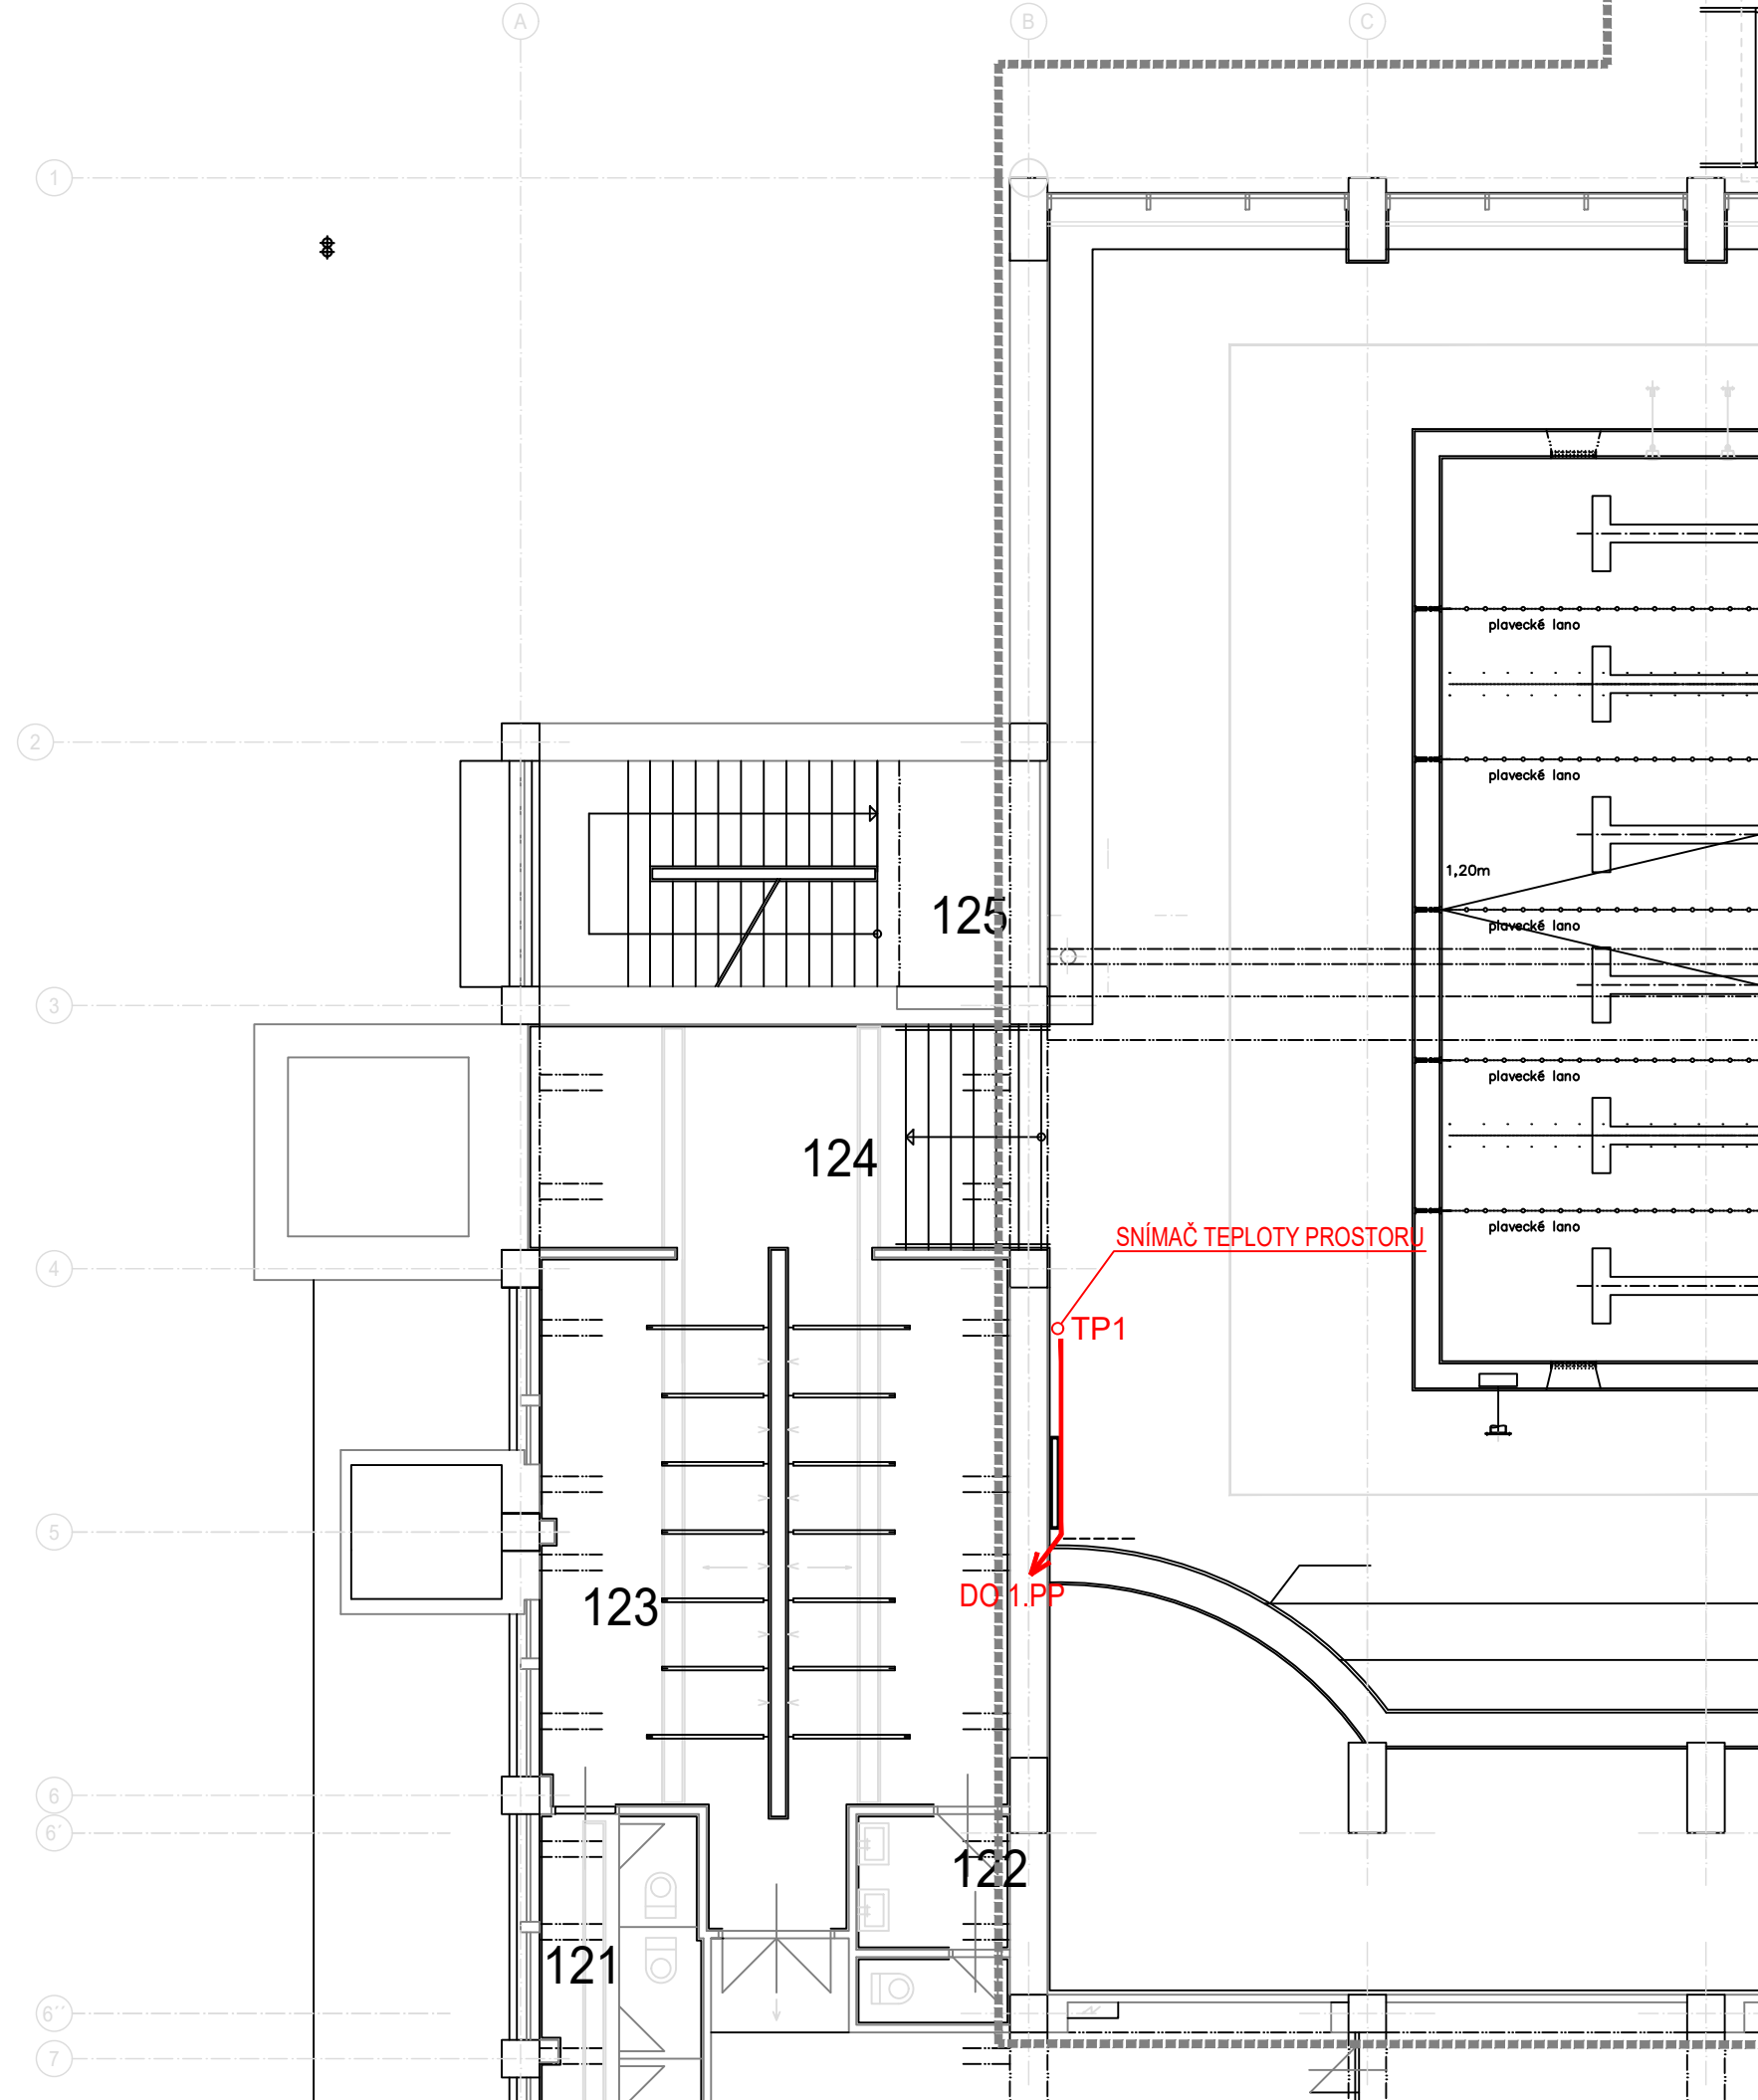 A
B
C
1
plavecké lano
2
plavecké lano
1,20m
125
plavecké lano
3
plavecké lano
124
plavecké lano
SNÍMAČ TEPLOTY PROSTORU
4
TP1
5
DO 1.PP
123
6
6´
122
121
6´´
7